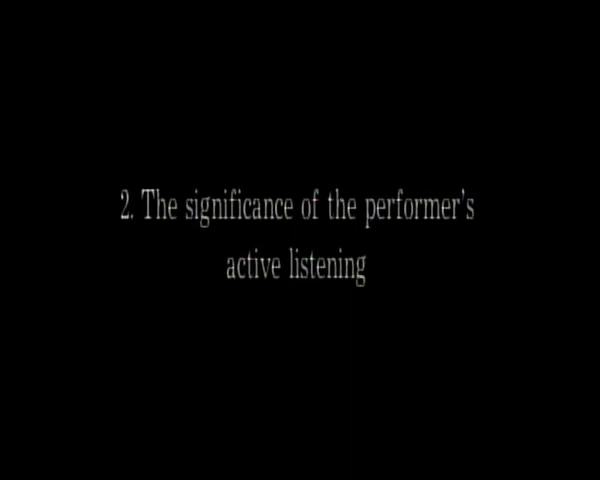 2. The significance of the performer's
active listening